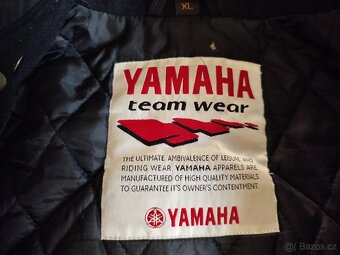 XL
YAMAHA
team wear
THE ULTIMATE AMBIVALENCE OF LEISURE AND
RIDING WEAR. YAMAHA APPARELS ARE
MANUFACTURED OF HIGH QUALITY MATERIALS
TO GUARANTEE IT'S OWNER'S CONTENTMENT.
YAMAHA
Bazoš.cz